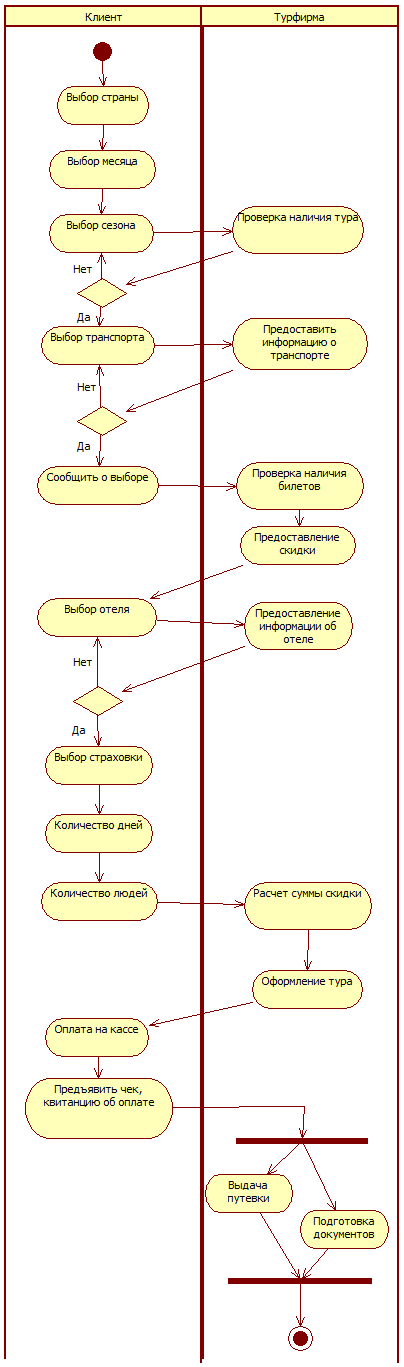 Клиент
Турфирма
Выбор страны
Выбор месяца
Выбор сезона
Проверка наличия тура
Нет
Да
Выбор транспорта
Предоставить
информацию о
транспорте
Нет
Да
Сообщить о выборе
Проверка наличия
билетов
Предоставление
скидки
Выбор отеля
Предоставление
информации об
отеле
Нет
Да
Выбор страховки
Количество дней
Количество людей
Расчет суммы скидки
Оформление тура
Оплата на кассе
Предъявить чек,
квитанцию об оплате
Выдача
путевки
Подготовка
документов